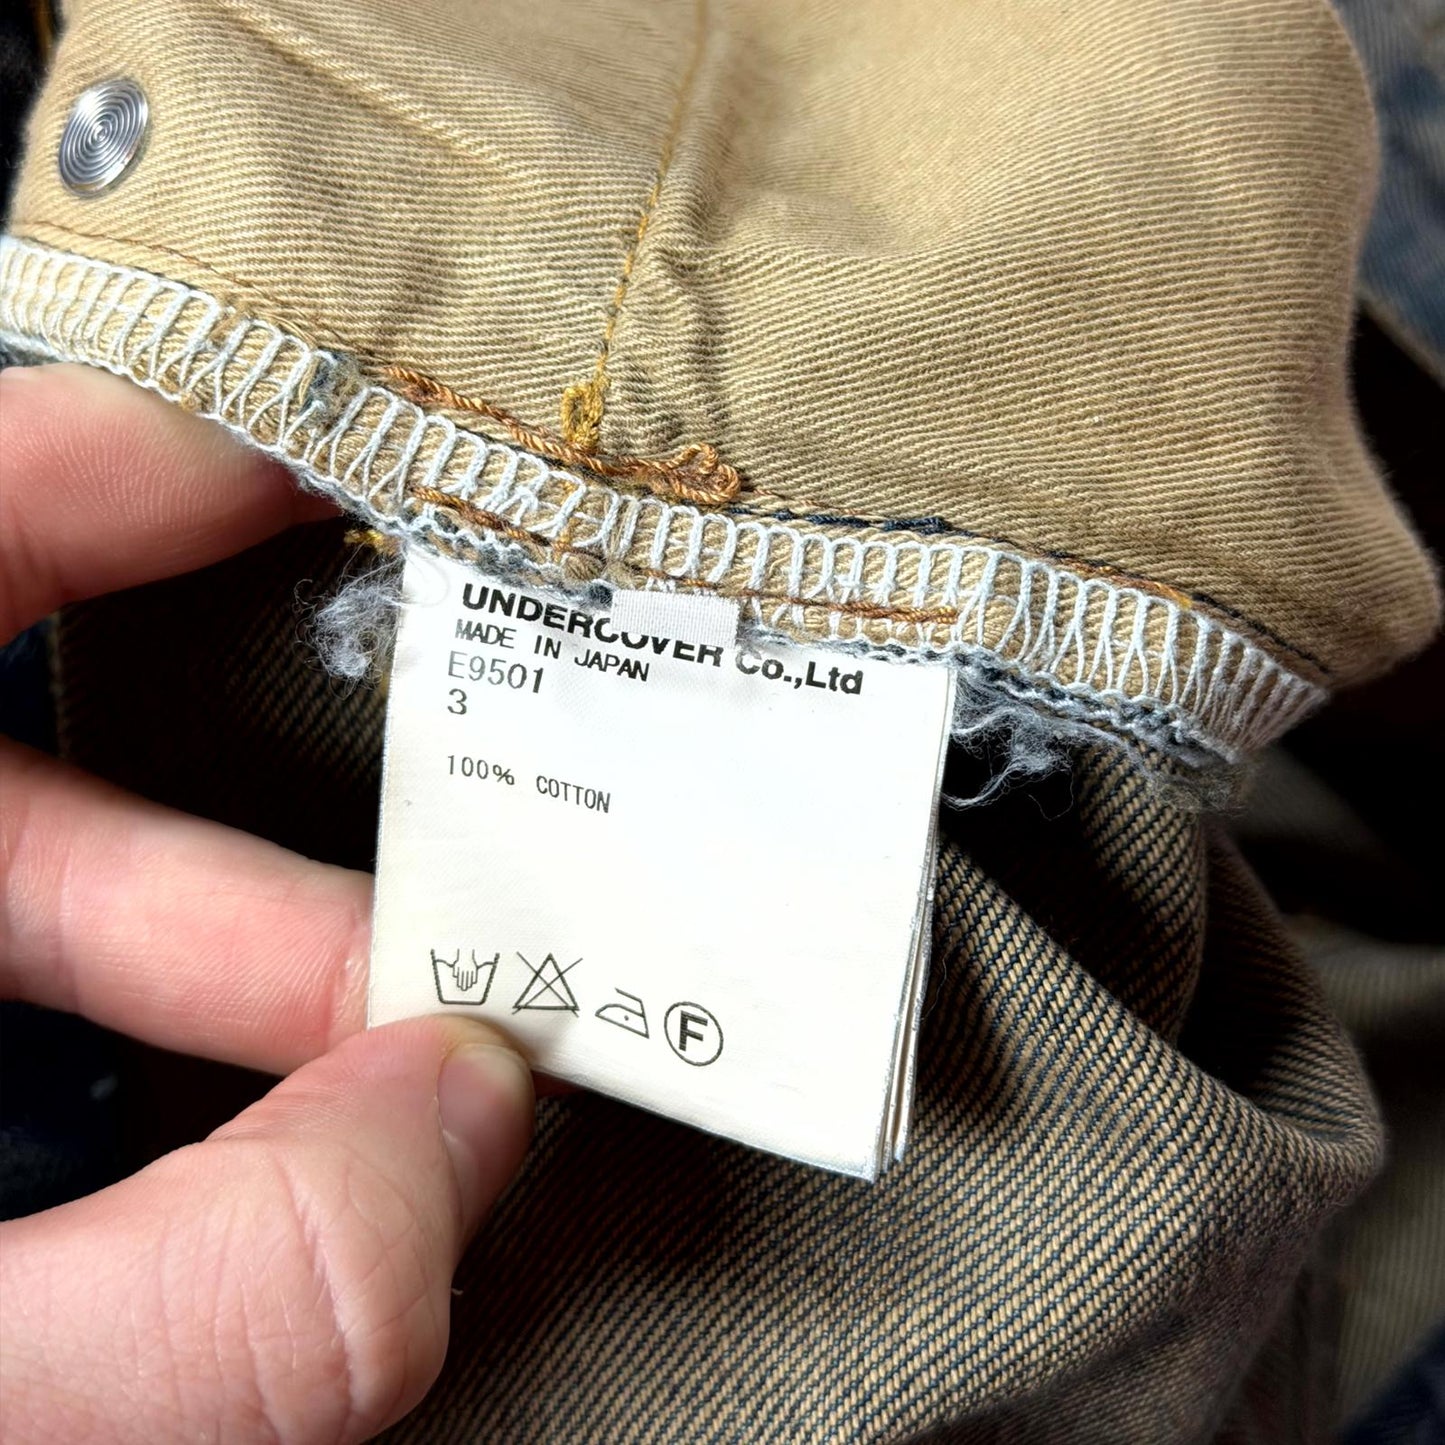 UNDERCOVER Co.,Ltd
MADE IN JAPAN
E9501
3
100% COTTON
F